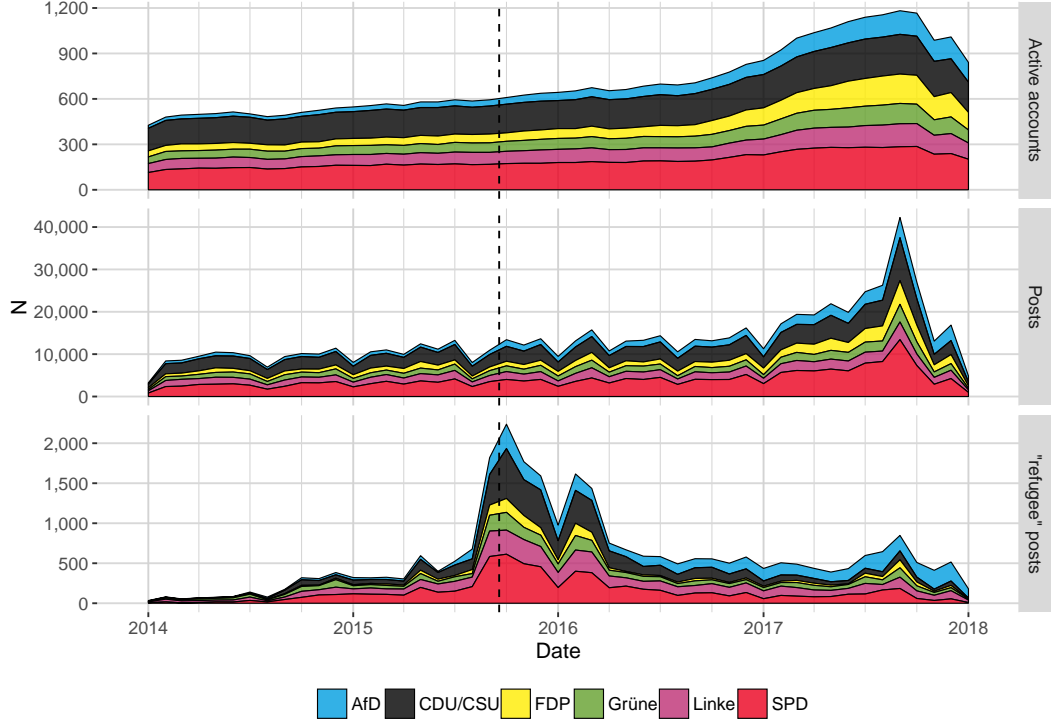 1,200
900
600
300
0
Active accounts
40,000
30,000
20,000
10,000
0
Posts
2,000
1,500
1,000
500
0
"refugee" posts
N
2014 2015 2016 2017 2018
Date
AfD CDU/CSU FDP Grüne Linke SPD